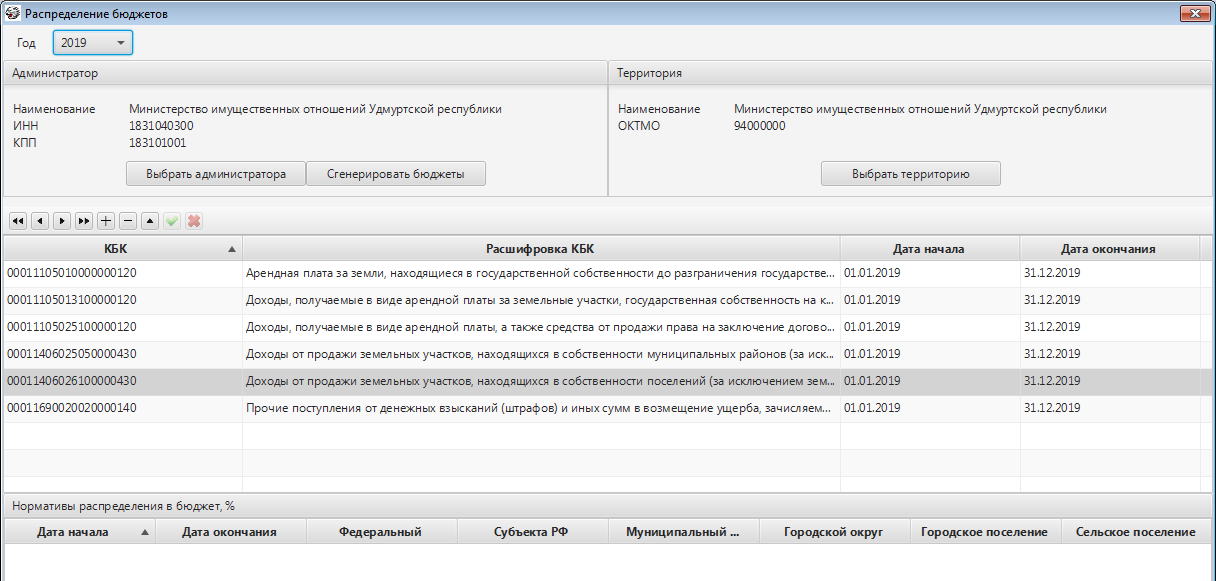 Распределение бюджетов
Год 2019
Администратор
Территория
Наименование Министерство имущественных отношений Удмуртской республики
ИНН 1831040300
КПП 183101001
Выбрать администратора Сгенерировать бюджеты
Наименование Министерство имущественных отношений Удмуртской республики
ОКТМО 94000000
Выбрать территорию
КБК Расшифровка КБК Дата начала Дата окончания
00011105010000000120 Арендная плата за земли, находящиеся в государственной собственности до разграничения государстве... 01.01.2019 31.12.2019
00011105013100000120 Доходы, получаемые в виде арендной платы за земельные участки, государственная собственность на к... 01.01.2019 31.12.2019
00011105025100000120 Доходы, получаемые в виде арендной платы, а также средства от продажи права на заключение догово... 01.01.2019 31.12.2019
00011406025050000430 Доходы от продажи земельных участков, находящихся в собственности муниципальных районов (за иск... 01.01.2019 31.12.2019
00011406026100000430 Доходы от продажи земельных участков, находящихся в собственности поселений (за исключением зем... 01.01.2019 31.12.2019
00011690020020000140 Прочие поступления от денежных взысканий (штрафов) и иных сумм в возмещение ущерба, зачисляем... 01.01.2019 31.12.2019
Нормативы распределения в бюджет, %
Дата начала Дата окончания Федеральный Субъекта РФ Муниципальный ... Городской округ Городское поселение Сельское поселение